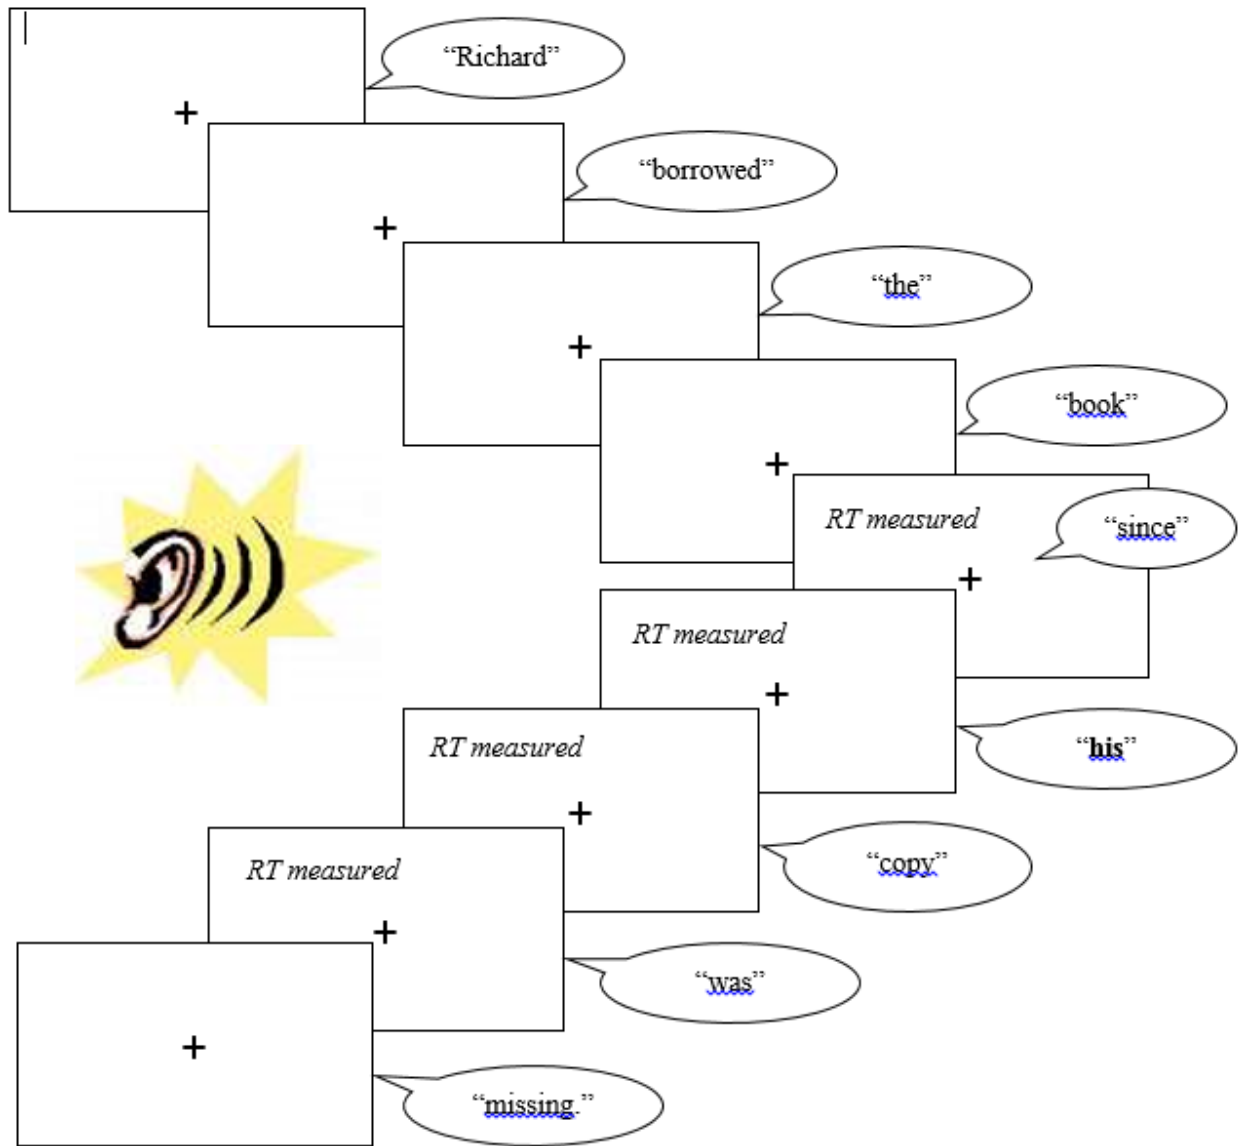 “Richard”
“borrowed”
“the”
“book”
RT measured
“since”
RT measured
“his”
RT measured
“copy”
RT measured
“was”
“missing.”